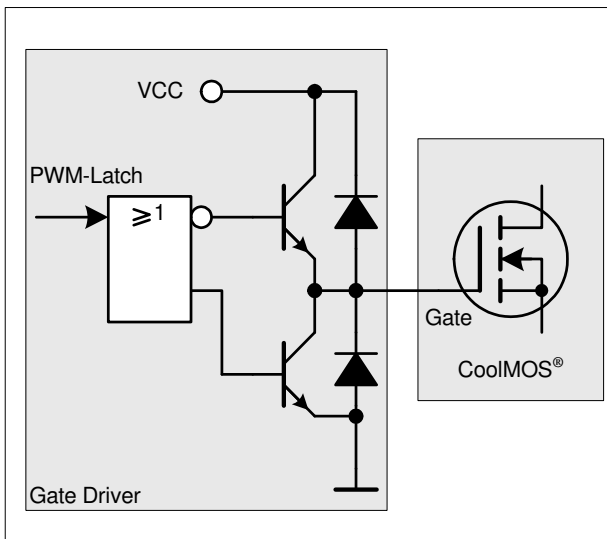 VCC
PWM-Latch
≥1
Gate
CoolMOS®
Gate Driver